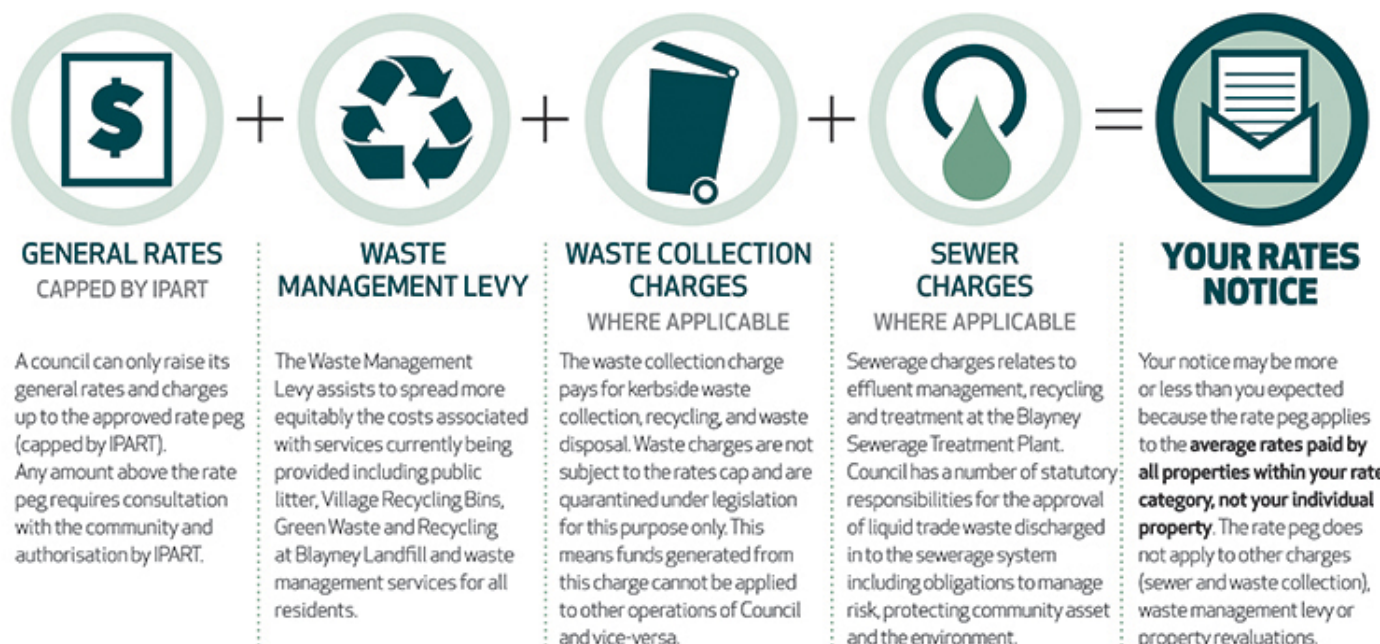 $
+
+
+
=
GENERAL RATES
CAPPED BY IPART
A council can only raise its
general rates and charges
up to the approved rate peg
(capped by IPART).
Any amount above the rate
peg requires consultation
with the community and
authorisation by IPART.
WASTE
MANAGEMENT LEVY
The Waste Management
Levy assists to spread more
equitably the costs associated
with services currently being
provided including public
litter, Village Recycling Bins,
Green Waste and Recycling
at Blayney Landfill and waste
management services for all
residents.
WASTE COLLECTION
CHARGES
WHERE APPLICABLE
The waste collection charge
pays for kerbside waste
collection, recycling, and waste
disposal. Waste charges are not
subject to the rates cap and are
quarantined under legislation
for this purpose only. This
means funds generated from
this charge cannot be applied
to other operations of Council
and vice-versa.
SEWER
CHARGES
WHERE APPLICABLE
Sewerage charges relates to
effluent management, recycling
and treatment at the Blayney
Sewerage Treatment Plant.
Council has a number of statutory
responsibilities for the approval
of liquid trade waste discharged
in to the sewerage system
including obligations to manage
risk, protecting community asset
and the environment.
YOUR RATES
NOTICE
Your notice may be more
or less than you expected
because the rate peg applies
to the average rates paid by
all properties within your rate
category, not your individual
property. The rate peg does
not apply to other charges
(sewer and waste collection),
waste management levy or
property revaluations.